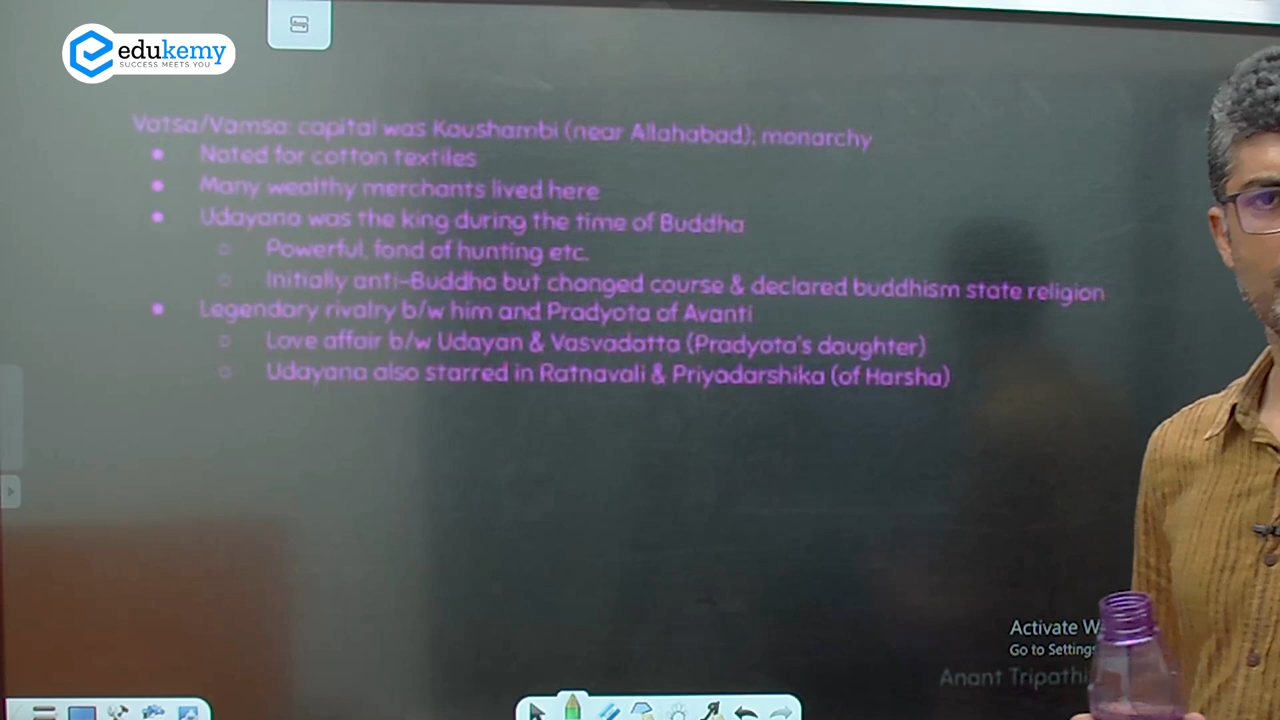 edukemy
SUCCESS MEETS YOU
Vatsa/Vamsa: capital was Kaushambi (near Allahabad); monarchy
• Noted for cotton textiles
• Many wealthy merchants lived here
• Udayana was the king during the time of Buddha
○ Powerful, fond of hunting etc.
○ Initially anti-Buddha but changed course & declared buddhism state religion
• Legendary rivalry b/w him and Pradyota of Avanti
○ Love affair b/w Udayan & Vasvadatta (Pradyota's daughter)
○ Udayana also starred in Ratnavali & Priyadarshika (of Harsha)
Activate W
Go to Settings
Anant Tripathi